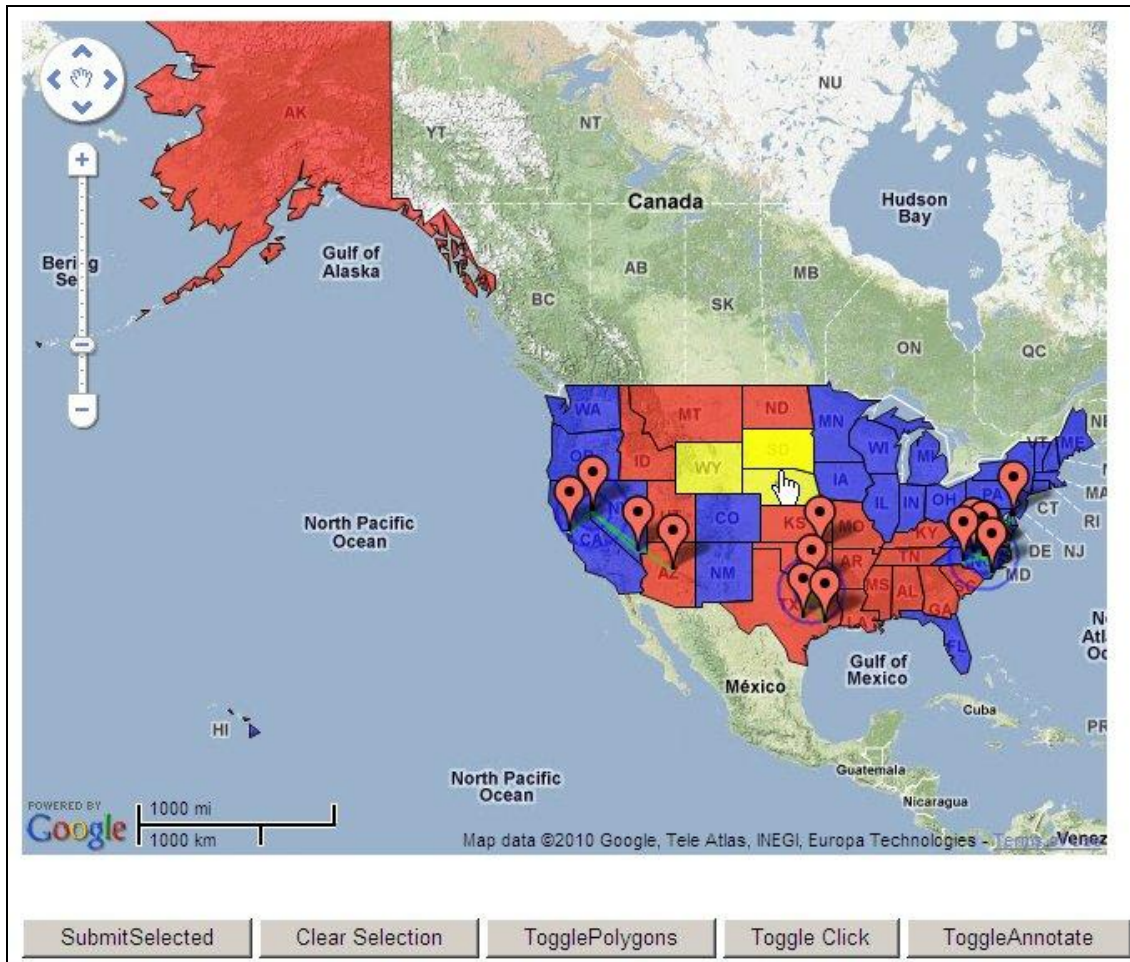 NU
AK
YT
NT
Canada
Hudson
Bay
Gulf of
Alaska
AB
MB
BC
SK
ON
QC
WA
MT
ND
MN
VT
ME
OR
ID
WY
SD
WI
MI
IA
PA
MA
IL
IN
OH
CT
North Pacific
Ocean
CO
KS
MO
KY
RI
CA
TN
DE
NJ
AZ
NM
AR
MD
MS
AL
SC
TX
GA
LA
FL
Gulf of
Mexico
México
Cuba
HI
Guatemala
North Pacific
Ocean
Nicaragua
POWERED BY
Google
1000 mi
1000 km
Map data ©2010 Google, Tele Atlas, INEGI, Europa Technologies -
SubmitSelected
Clear Selection
TogglePolygons
Toggle Click
ToggleAnnotate